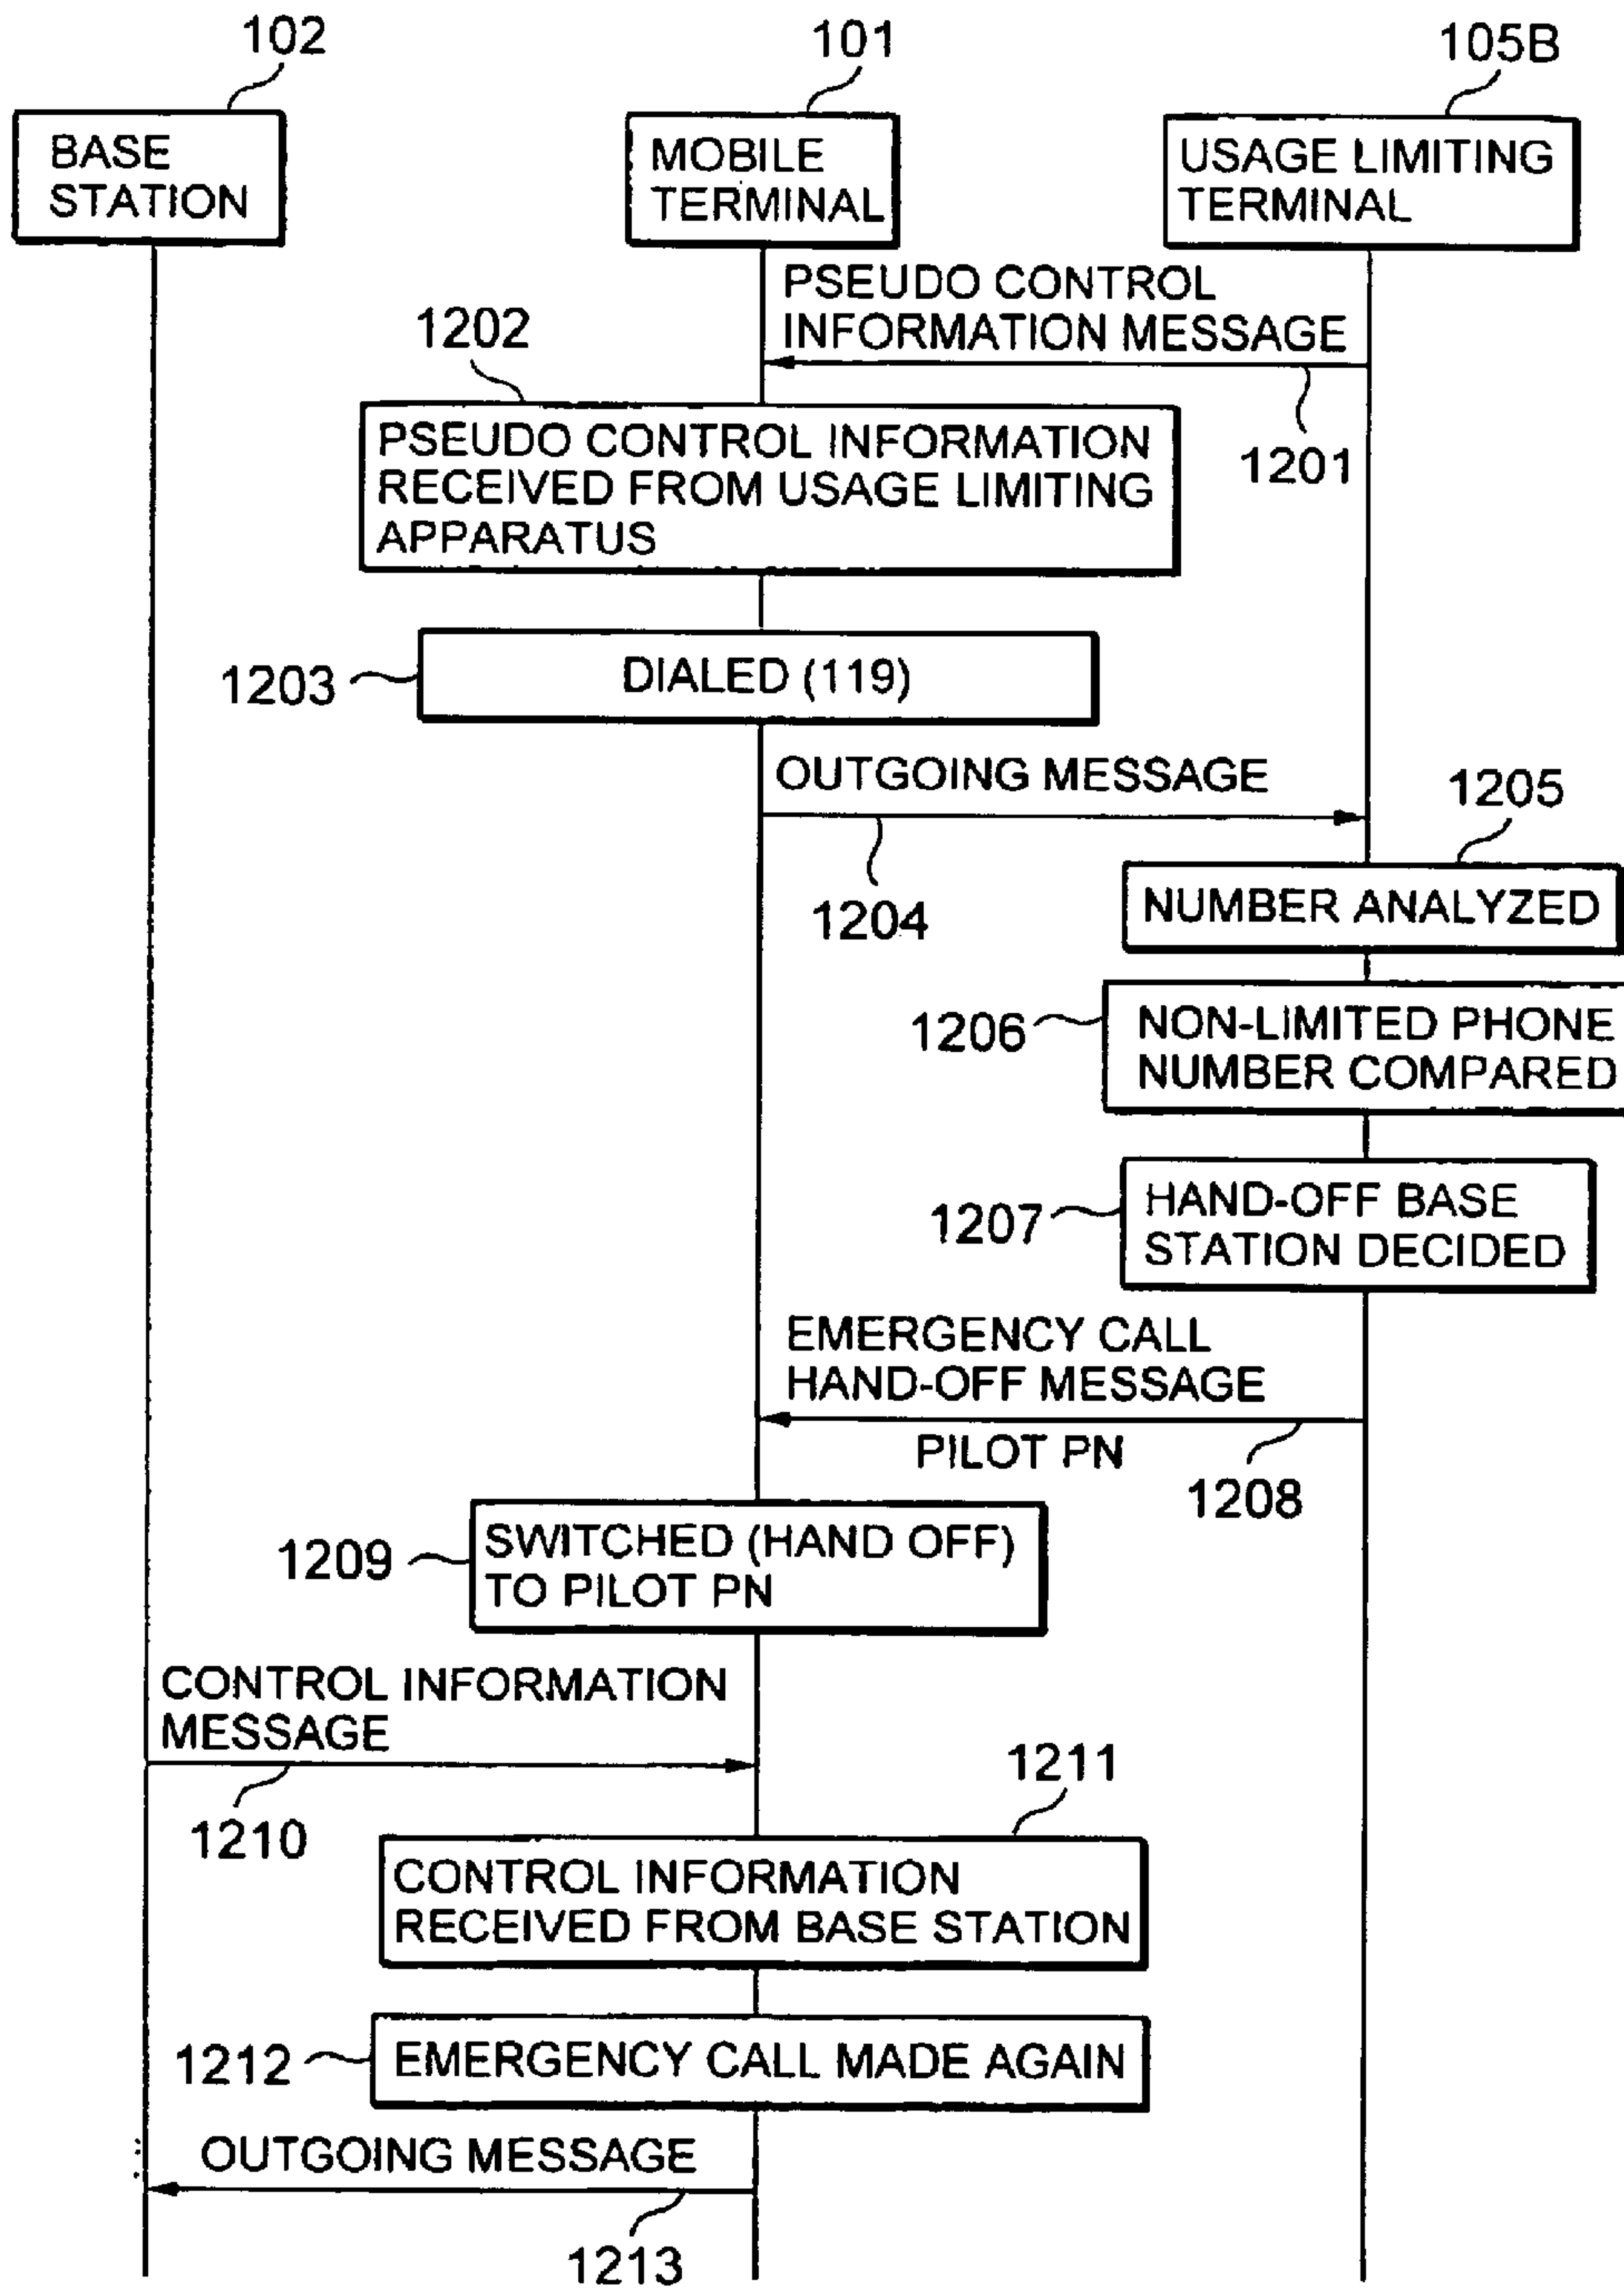 102
101
105B
BASE
STATION
MOBILE
TERMINAL
USAGE LIMITING
TERMINAL
PSEUDO CONTROL
INFORMATION MESSAGE
1201
1202
PSEUDO CONTROL INFORMATION
RECEIVED FROM USAGE LIMITING
APPARATUS
1203
DIALED (119)
OUTGOING MESSAGE
1204
1205
NUMBER ANALYZED
1206
NON-LIMITED PHONE
NUMBER COMPARED
1207
HAND-OFF BASE
STATION DECIDED
EMERGENCY CALL
HAND-OFF MESSAGE
PILOT PN
1208
1209
SWITCHED (HAND OFF)
TO PILOT PN
CONTROL INFORMATION
MESSAGE
1210
1211
CONTROL INFORMATION
RECEIVED FROM BASE STATION
1212
EMERGENCY CALL MADE AGAIN
OUTGOING MESSAGE
1213